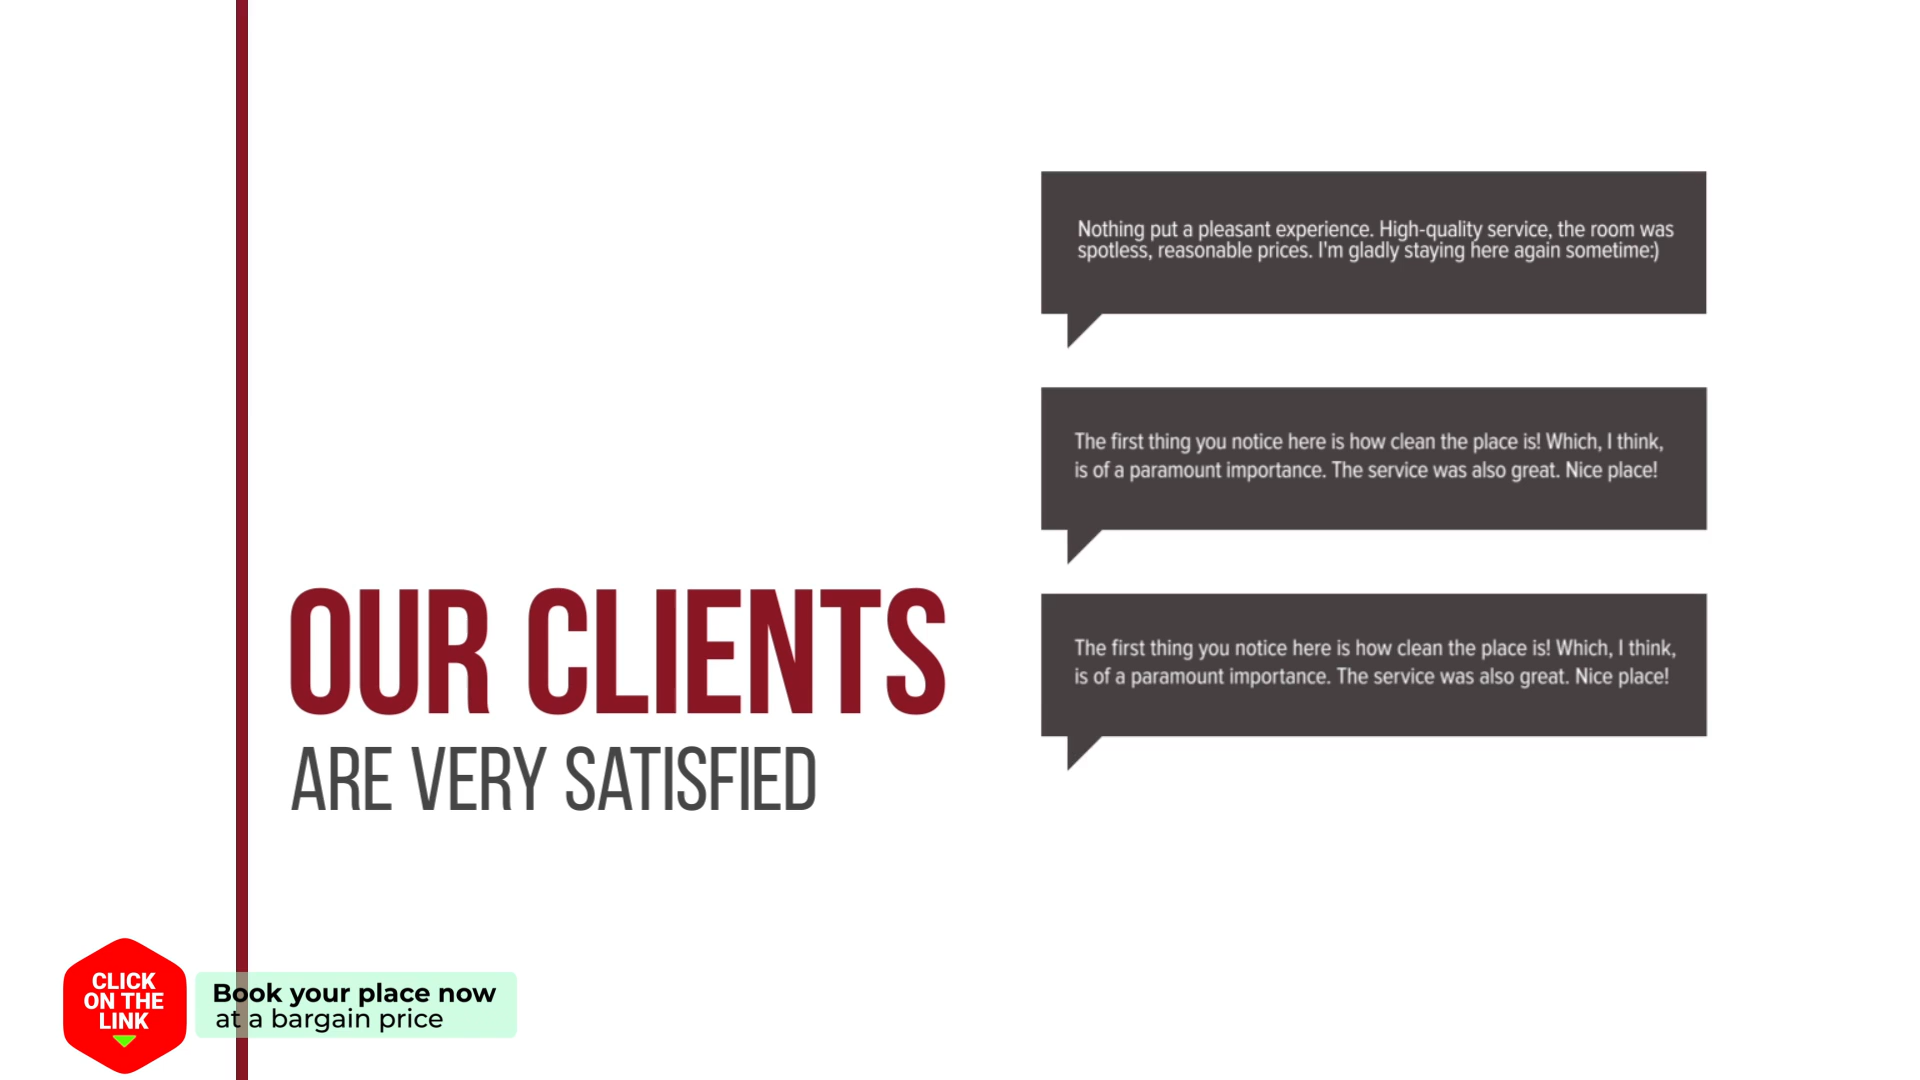 Nothing put a pleasant experience. High-quality service, the room was
spotless, reasonable prices. I'm gladly staying here again sometime:)
The first thing you notice here is how clean the place is! Which, I think,
is of a paramount importance. The service was also great. Nice place!
The first thing you notice here is how clean the place is! Which, I think,
is of a paramount importance. The service was also great. Nice place!
OUR CLIENTS
ARE VERY SATISFIED
CLICK
ON THE
LINK
Book your place now
at a bargain price